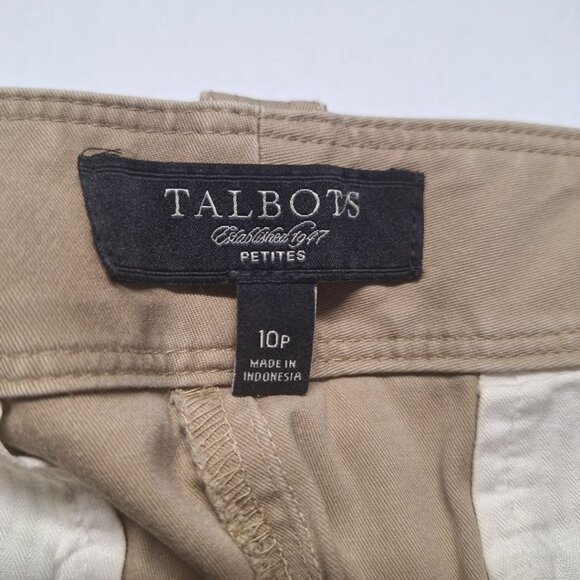 TALBOTS
Established 1947
PETITES
10P
MADE IN
INDONESIA